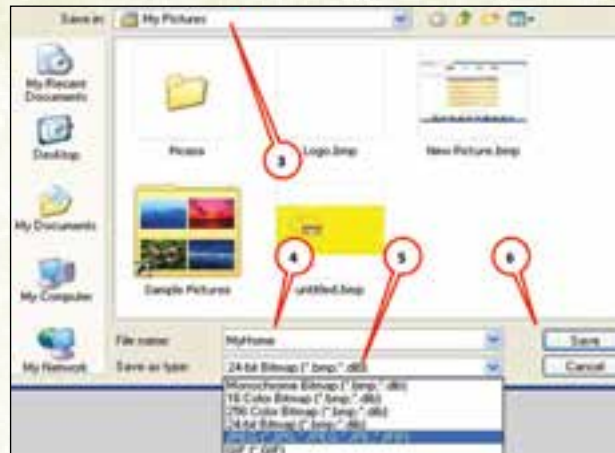 Save in:
My Pictures
My Recent
Documents
Desktop
My Documents
My Computer
My Network
Picasa
Logo.bmp
New Picture.bmp
3
Sample Pictures
untitled.bmp
4
5
6
File name:
MyHome
Save
Save as type:
24-bit Bitmap (*.bmp;*.dib)
Cancel
Monochrome Bitmap (*.bmp;*.dib)
16 Color Bitmap (*.bmp;*.dib)
256 Color Bitmap (*.bmp;*.dib)
24-bit Bitmap (*.bmp;*.dib)
GIF (*.GIF)